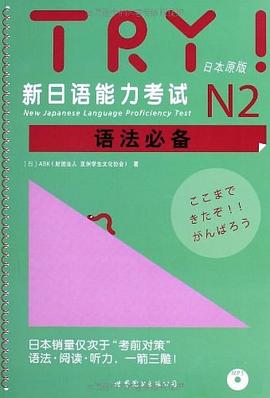 TRY!
日本原版
新日语能力考试 N2
New Japanese Language Proficiency Test
语法必备
[日] ABK(财团法人 亚洲学生文化协会) 著
ここまで
きたぞ!!
がんばろう
日本销量仅次于“考前对策”
语法·阅读·听力,一箭三雕!
MP3
世界图书出版公司